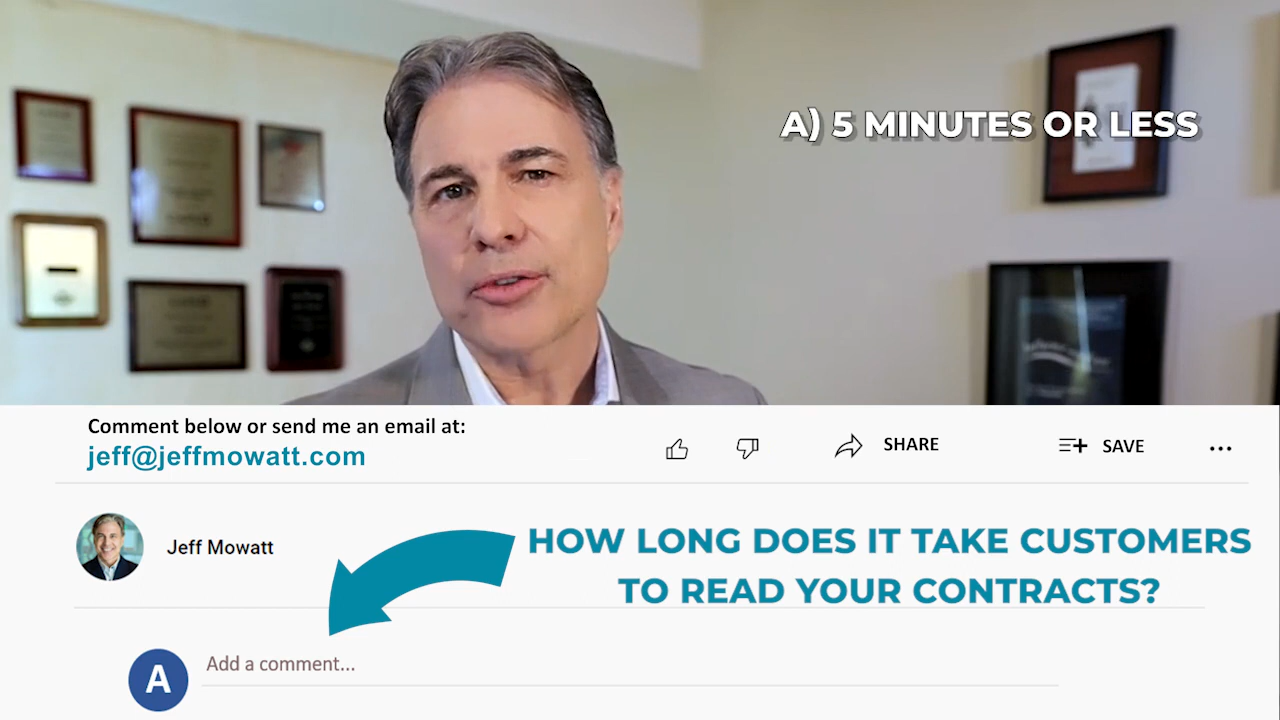 A) 5 MINUTES OR LESS
Comment below or send me an email at:
jeff@jeffmowatt.com
SHARE
SAVE
Jeff Mowatt
HOW LONG DOES IT TAKE CUSTOMERS
TO READ YOUR CONTRACTS?
A
Add a comment...